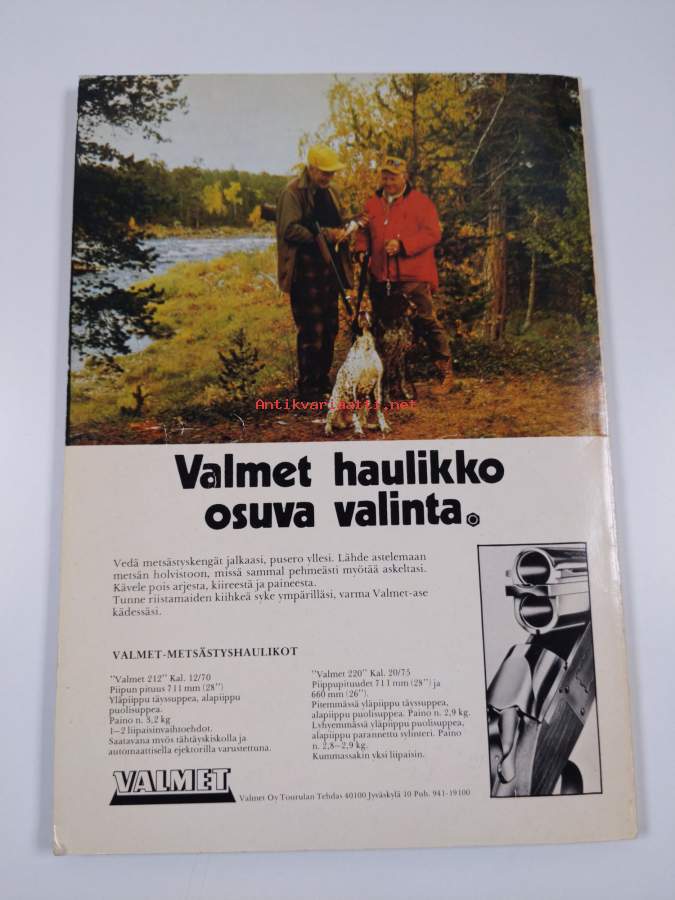 Antikvariaatti.net
Valmet haulikko
osuva valinta.
Vedä metsästyskengät jalkaasi, pusero yllesi. Lähde astelemaan
metsän holvistoon, missä sammal pehmeästi myötää askeltasi.
Kävele pois arjesta, kiireestä ja paineesta.
Tunne riistamaiden kiihkeä syke ympärilläsi, varma Valmet-ase
kädessäsi.
VALMET-METSÄSTYSHAULIKOT
"Valmet 212" Kal. 12/70
Piipun pituus 711 mm (28")
Yläpiippu täyssuppea, alapiippu
puolisuppea.
Paino n. 3,2 kg
1–2 liipaisinvaihtoehdot.
Saatavana myös tähtäyskiskolla ja
automaattisella ejektorilla varustettuna.
"Valmet 220" Kal. 20/75
Piippupituudet 711 mm (28") ja
660 mm (26").
Pitemmässä yläpiippu täyssuppea,
alapiippu puolisuppea. Paino n. 2,9 kg.
Lyhyemmässä yläpiippu puolisuppea,
alapiippu parannettu sylinteri. Paino
n. 2,8–2,9 kg.
Kummassakin yksi liipaisin.
VALMET
Valmet Oy Tourulan Tehdas 40100 Jyväskylä 10 Puh. 941-19100